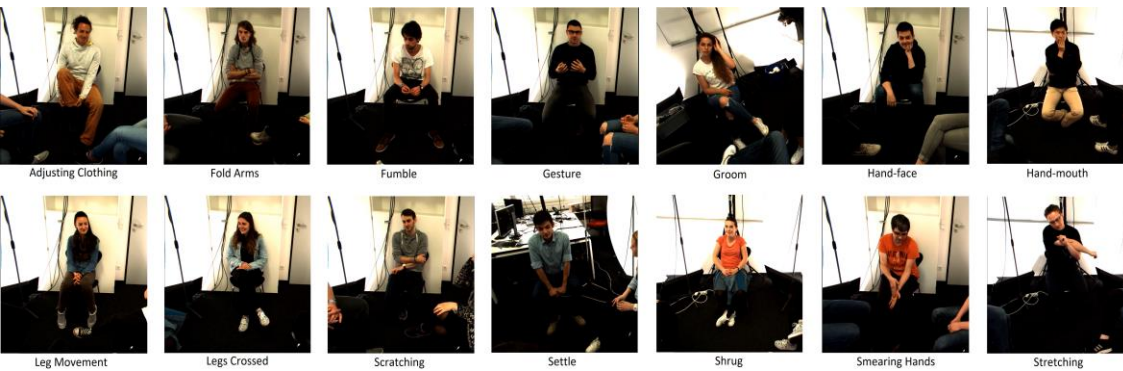 Adjusting Clothing
Fold Arms
Fumble
Gesture
Groom
Hand-face
Hand-mouth
Leg Movement
Legs Crossed
Scratching
Settle
Shrug
Smearing Hands
Stretching